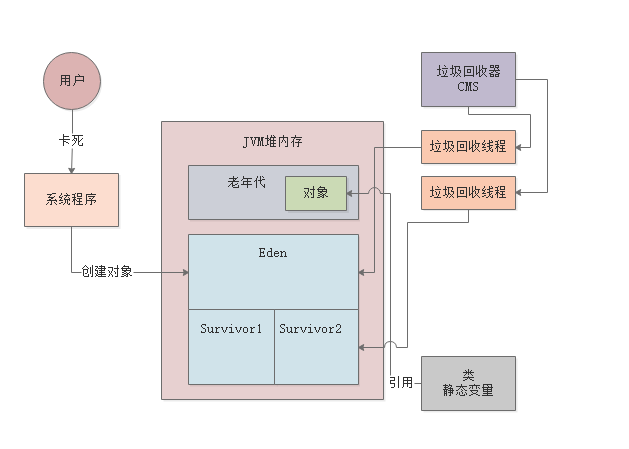 用户
卡死
系统程序
创建对象
JVM堆内存
老年代
对象
Eden
Survivor1
Survivor2
垃圾回收器
CMS
垃圾回收线程
垃圾回收线程
引用
类
静态变量